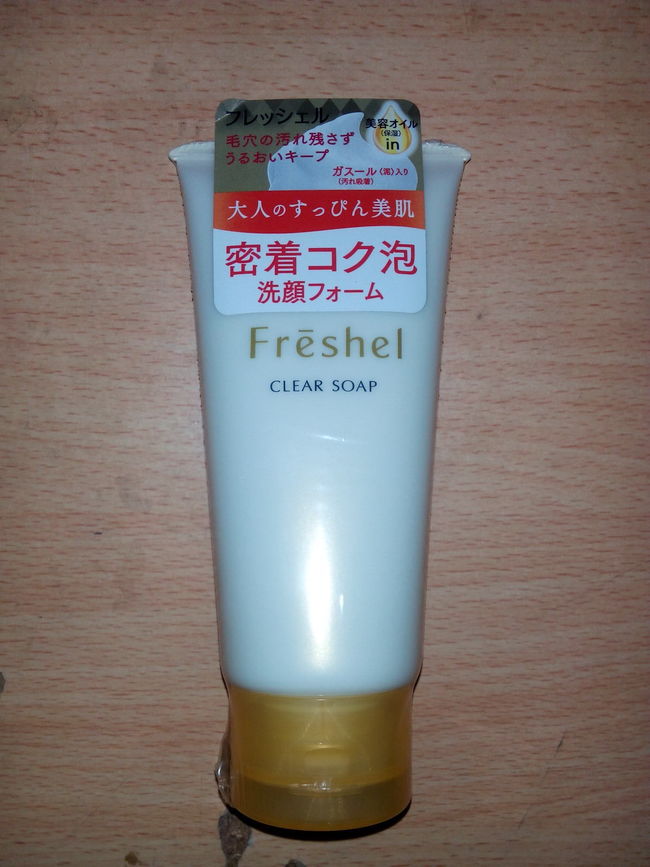 フレッシェル
毛穴の汚れ残さず
うるおいキープ
美容オイル
(保湿)
in
ガスール〈泥〉入り
(汚れ吸着)
大人のすっぴん美肌
密着コク泡
洗顔フォーム
Frēshel
CLEAR SOAP